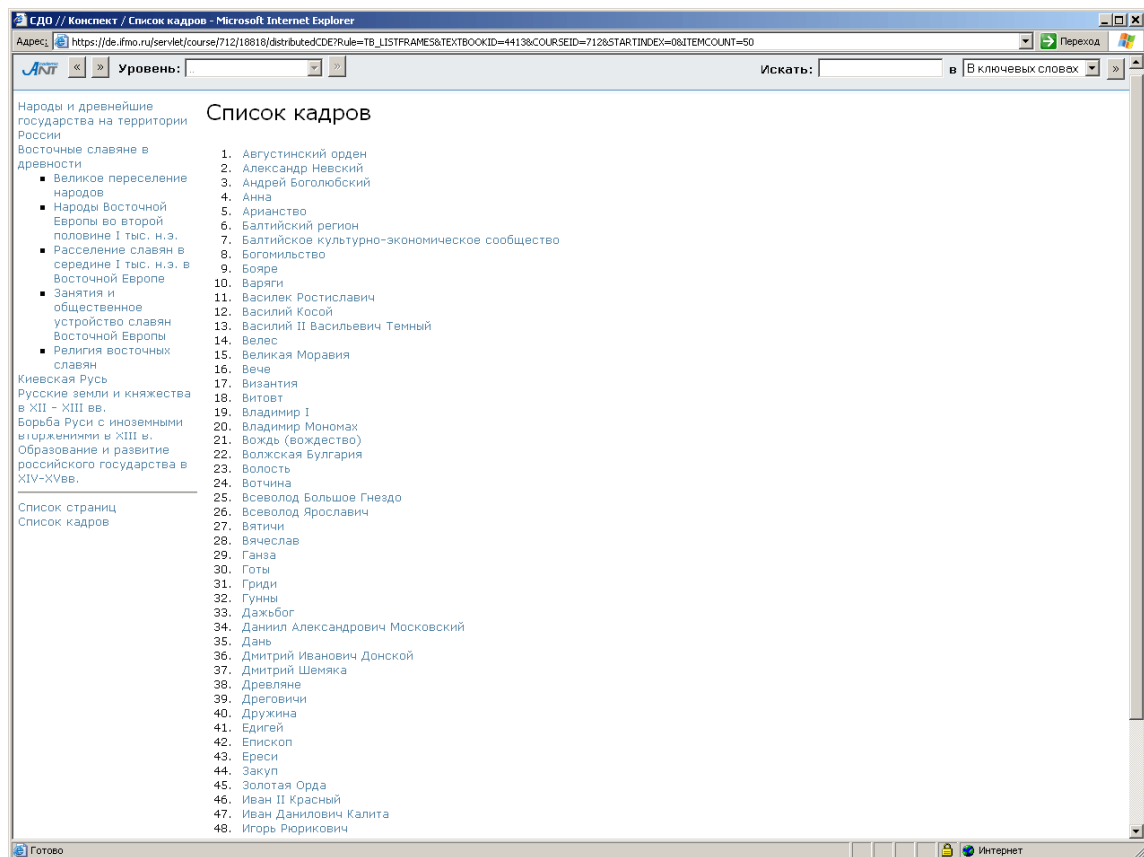 СДО // Конспект / Список кадров - Microsoft Internet Explorer
Адрес: https://de.ifmo.ru/servlet/course/712/18818/distributedCDE?Rule=TB_LISTFRAMES&TEXTBOOKID=4413&COURSEID=712&STARTINDEX=0&ITEMCOUNT=50 Переход
ANT « » Уровень: .. » Искать: в В ключевых словах »
Народы и древнейшие
государства на территории
России
Восточные славяне в
древности
Великое переселение
народов
Народы Восточной
Европы во второй
половине I тыс. н.э.
Расселение славян в
середине I тыс. н.э. в
Восточной Европе
Занятия и
общественное
устройство славян
Восточной Европы
Религия восточных
славян
Киевская Русь
Русские земли и княжества
в XII - XIII вв.
Борьба Руси с иноземными
вторжениями в XIII в.
Образование и развитие
российского государства в
XIV-XVвв.
Список страниц
Список кадров
Список кадров
1. Августинский орден
2. Александр Невский
3. Андрей Боголюбский
4. Анна
5. Арианство
6. Балтийский регион
7. Балтийское культурно-экономическое сообщество
8. Богомильство
9. Бояре
10. Варяги
11. Василек Ростиславич
12. Василий Косой
13. Василий II Васильевич Темный
14. Велес
15. Великая Моравия
16. Вече
17. Византия
18. Витовт
19. Владимир I
20. Владимир Мономах
21. Вождь (вождество)
22. Волжская Булгария
23. Волость
24. Вотчина
25. Всеволод Большое Гнездо
26. Всеволод Ярославич
27. Вятичи
28. Вячеслав
29. Ганза
30. Готы
31. Гриди
32. Гунны
33. Дажьбог
34. Даниил Александрович Московский
35. Дань
36. Дмитрий Иванович Донской
37. Дмитрий Шемяка
38. Древляне
39. Дреговичи
40. Дружина
41. Едигей
42. Епископ
43. Ереси
44. Закуп
45. Золотая Орда
46. Иван II Красный
47. Иван Данилович Калита
48. Игорь Рюрикович
Готово Интернет